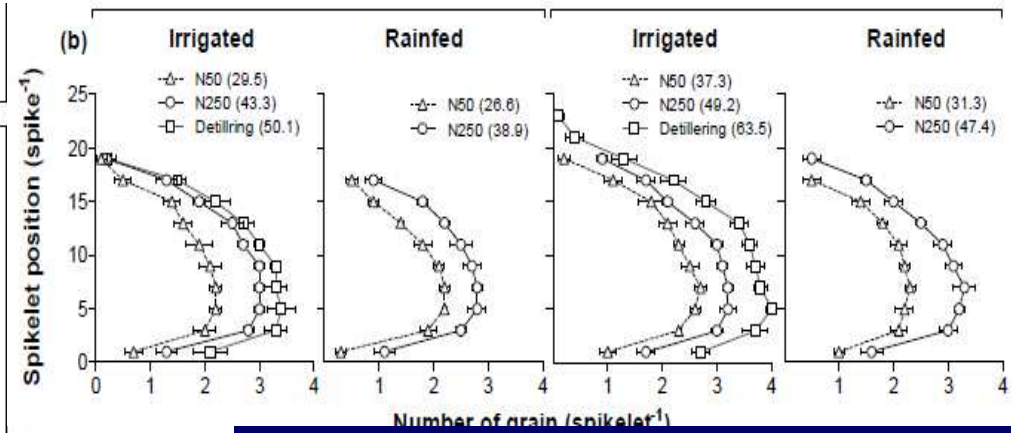 (b) Irrigated Rainfed Irrigated Rainfed
N50 (29.5)
N250 (43.3)
Detillring (50.1)
N50 (26.6)
N250 (38.9)
N50 (37.3)
N250 (49.2)
Detillering (63.5)
N50 (31.3)
N250 (47.4)
Spikelet position (spike-1)
25
20
15
10
5
0
0 1 2 3 4 1 2 3 4 0 1 2 3 4 1 2 3 4
Number of grain (spikelet-1)